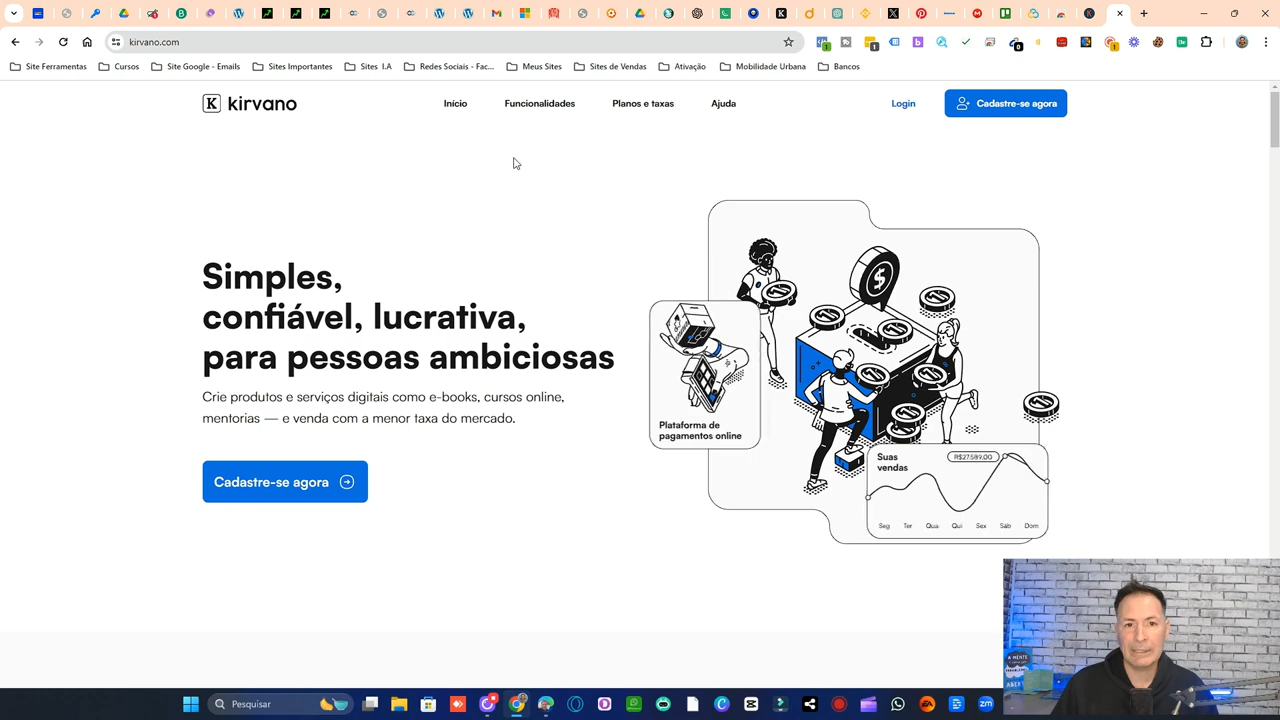 kirvano.com
Site Ferramentas
Cursos
Site Google - Emails
Sites Importantes
Sites I.A
Redes Sociais - Fac...
Meus Sites
Sites de Vendas
Ativação
Mobilidade Urbana
Bancos
kirvano
Início
Funcionalidades
Planos e taxas
Ajuda
Login
Cadastre-se agora
Simples,
confiável, lucrativa,
para pessoas ambiciosas
Crie produtos e serviços digitais como e-books, cursos online,
mentorias — e venda com a menor taxa do mercado.
Cadastre-se agora
Plataforma de
pagamentos online
Suas
vendas
R$27.589,00
Seg Ter Qua Qui Sex Sáb Dom
A MENTE
Pesquisar